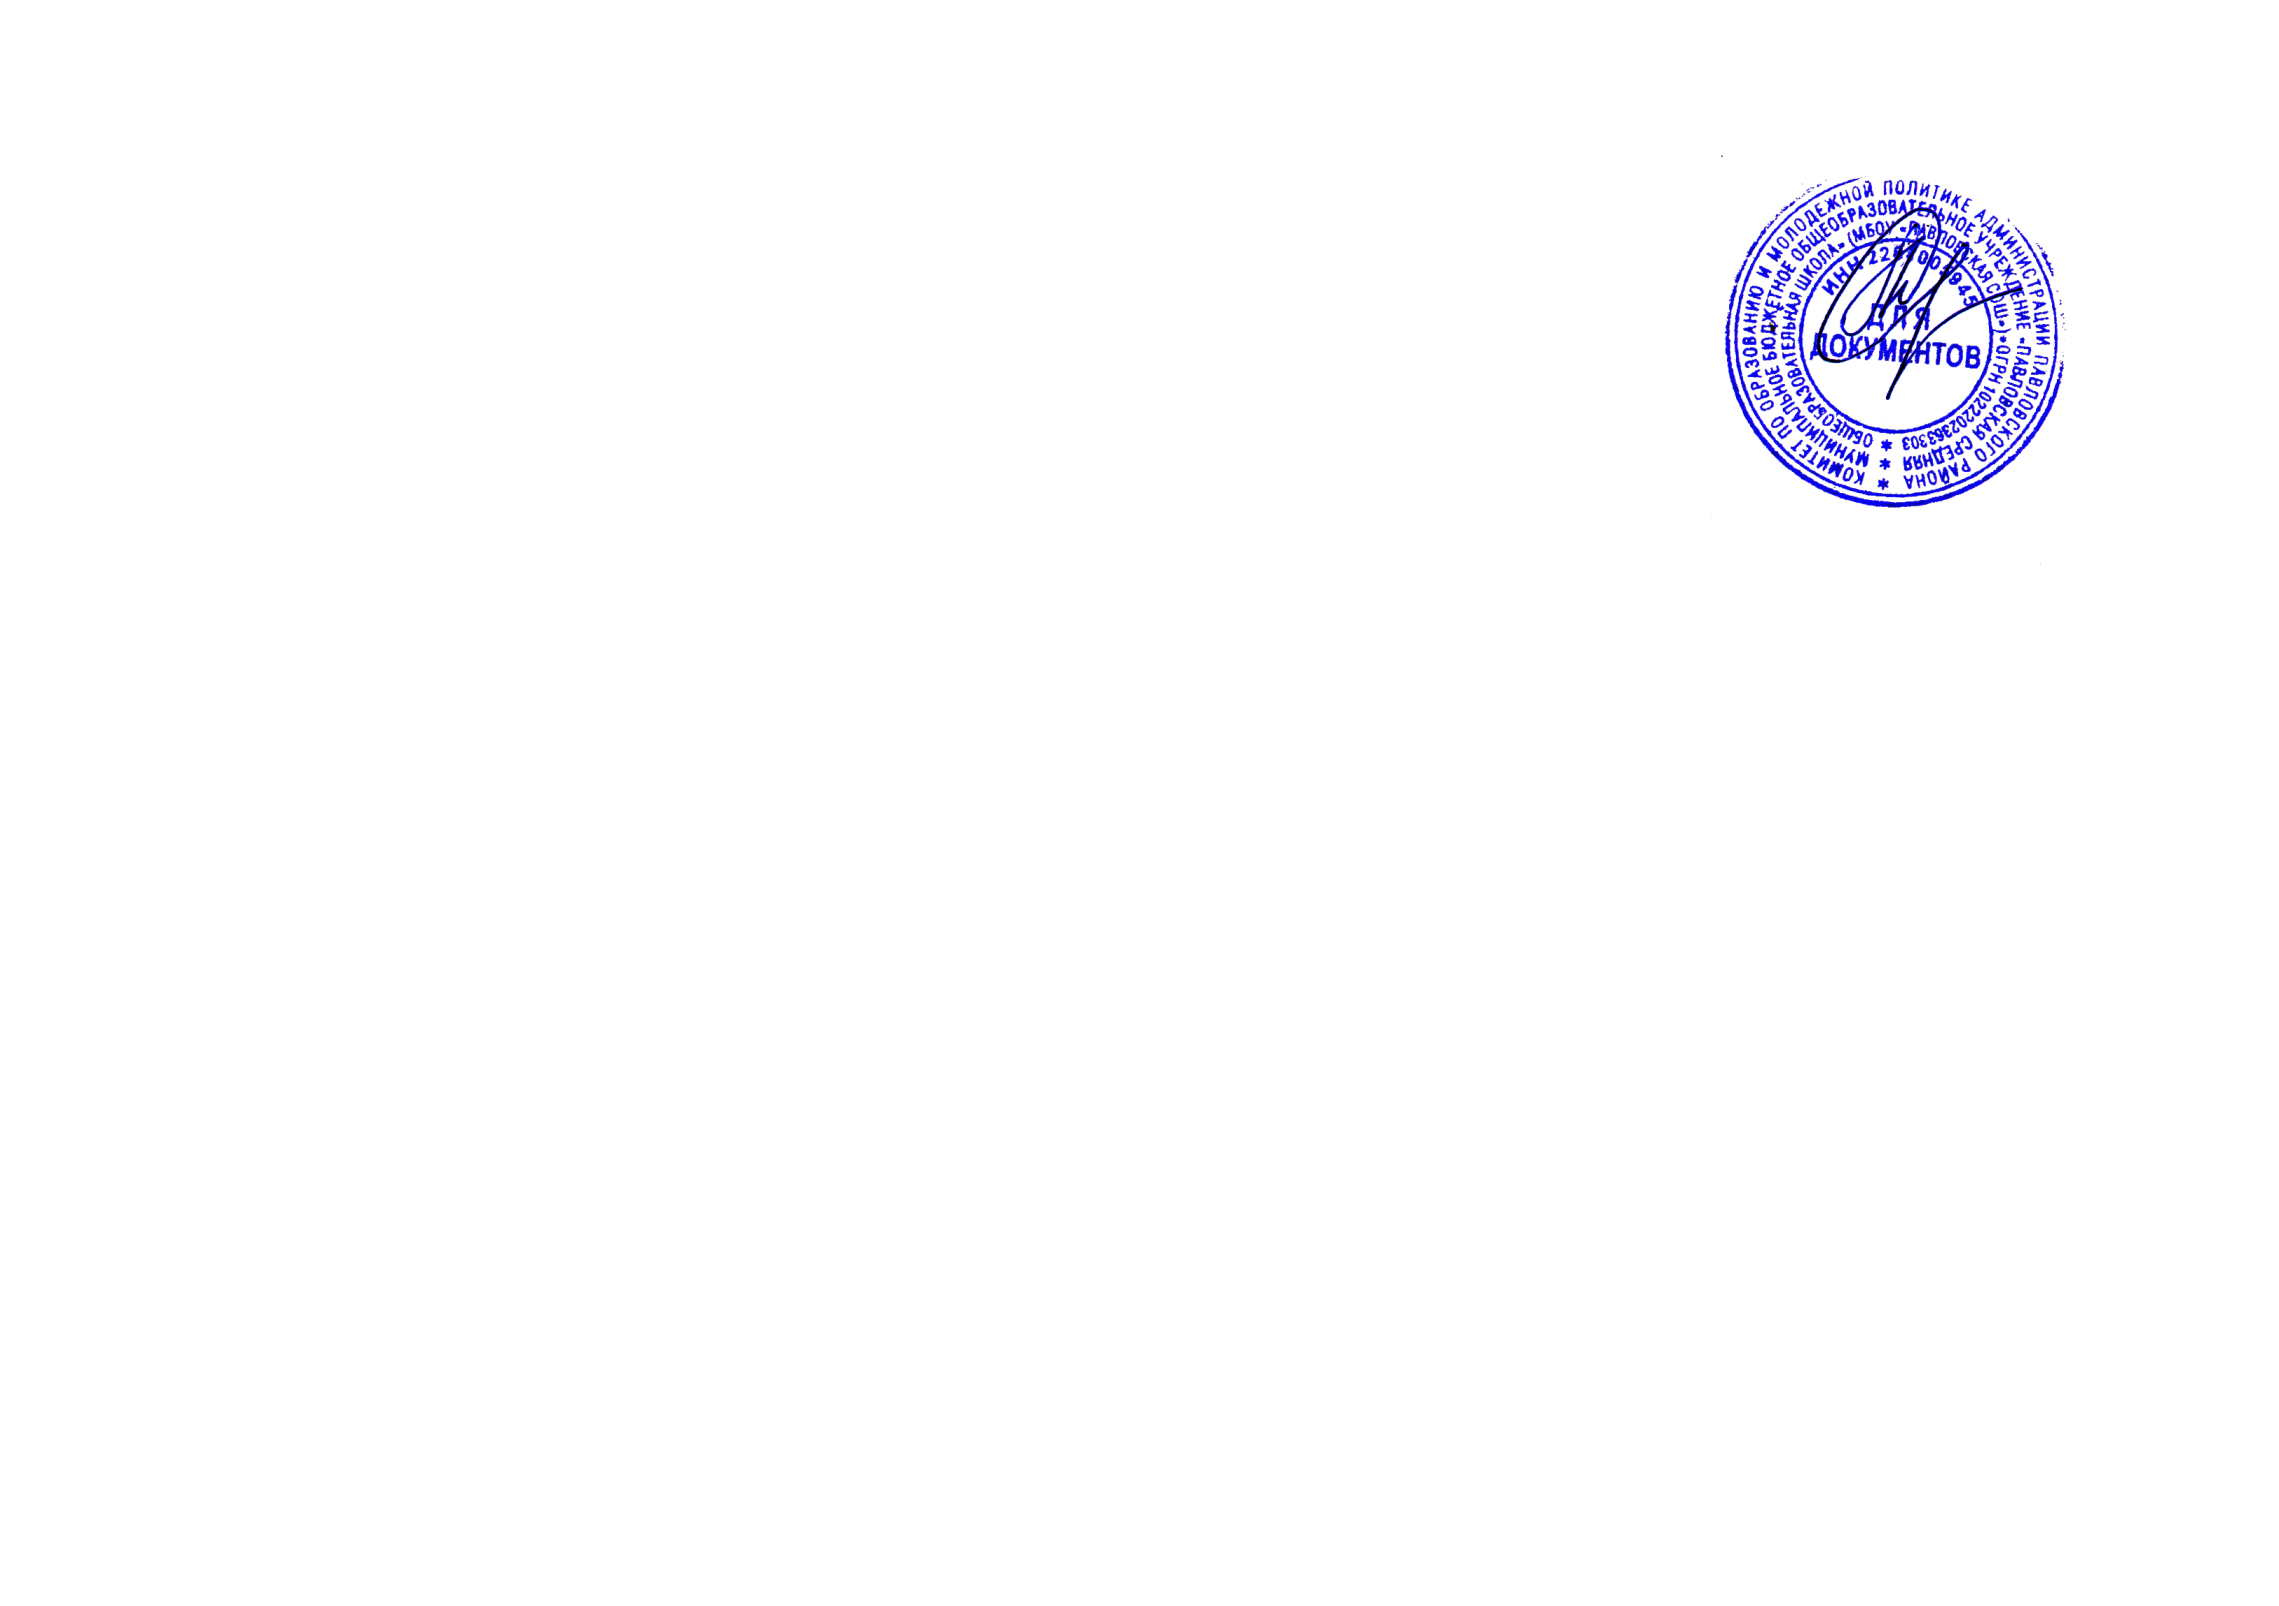 КОМИТЕТ ПО ОБРАЗОВАНИЮ И МОЛОДЕЖНОЙ ПОЛИТИКЕ АДМИНИСТРАЦИИ ПАВЛОВСКОГО РАЙОНА
МУНИЦИПАЛЬНОЕ БЮДЖЕТНОЕ ОБЩЕОБРАЗОВАТЕЛЬНОЕ УЧРЕЖДЕНИЕ «ПАВЛОВСКАЯ СРЕДНЯЯ
ОБЩЕОБРАЗОВАТЕЛЬНАЯ ШКОЛА» (МБОУ «ПАВЛОВСКАЯ СОШ») * ОГРН 1022202363303
ИНН
ДЛЯ
ДОКУМЕНТОВ